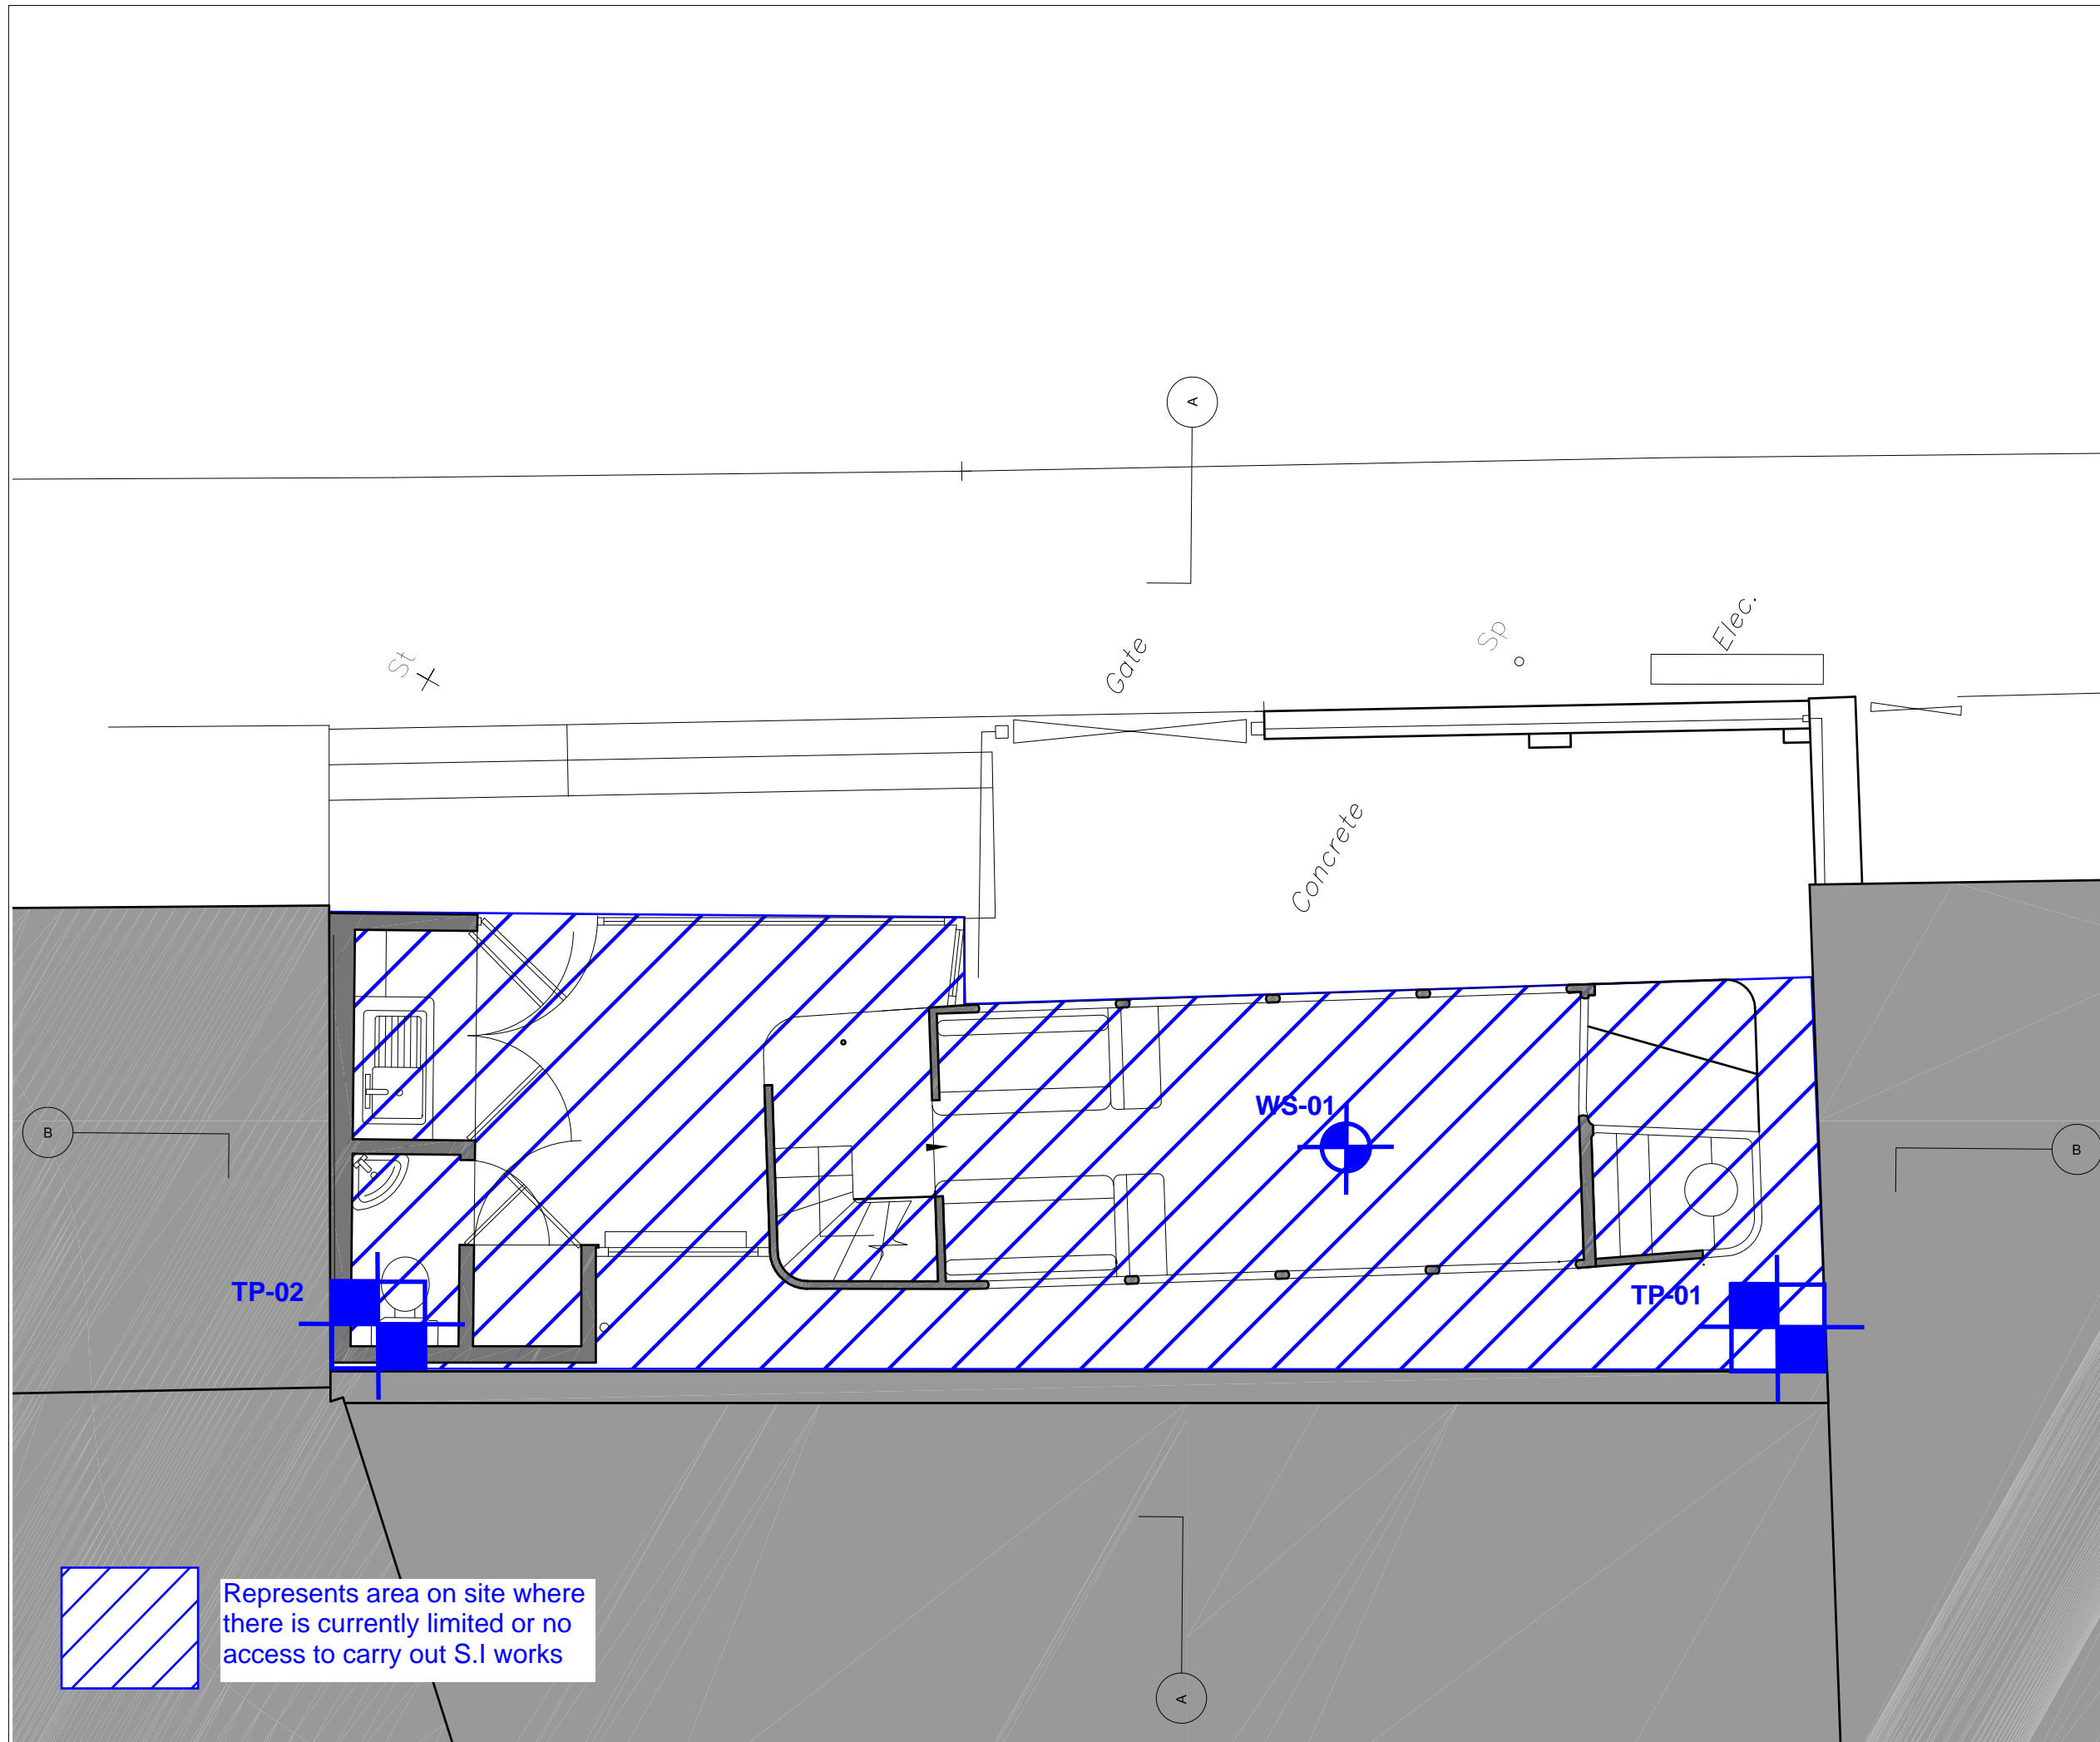 A
St
Gate
Sp
Elec.
Concrete
WS-01
B
B
TP-02
TP-01
Represents area on site where
there is currently limited or no
access to carry out S.I works
A